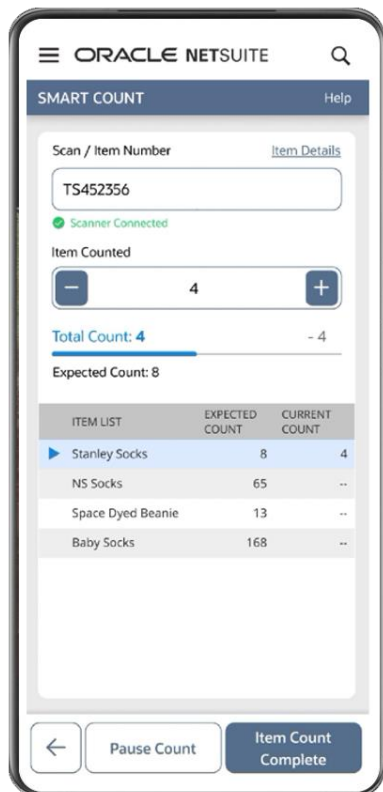 ORACLE NETSUITE
SMART COUNT Help
Scan / Item Number Item Details
TS452356
Scanner Connected
Item Counted
− 4 +
Total Count: 4 - 4
Expected Count: 8
ITEM LIST EXPECTED COUNT CURRENT COUNT
Stanley Socks 8 4
NS Socks 65 --
Space Dyed Beanie 13 --
Baby Socks 168 --
Pause Count Item Count Complete